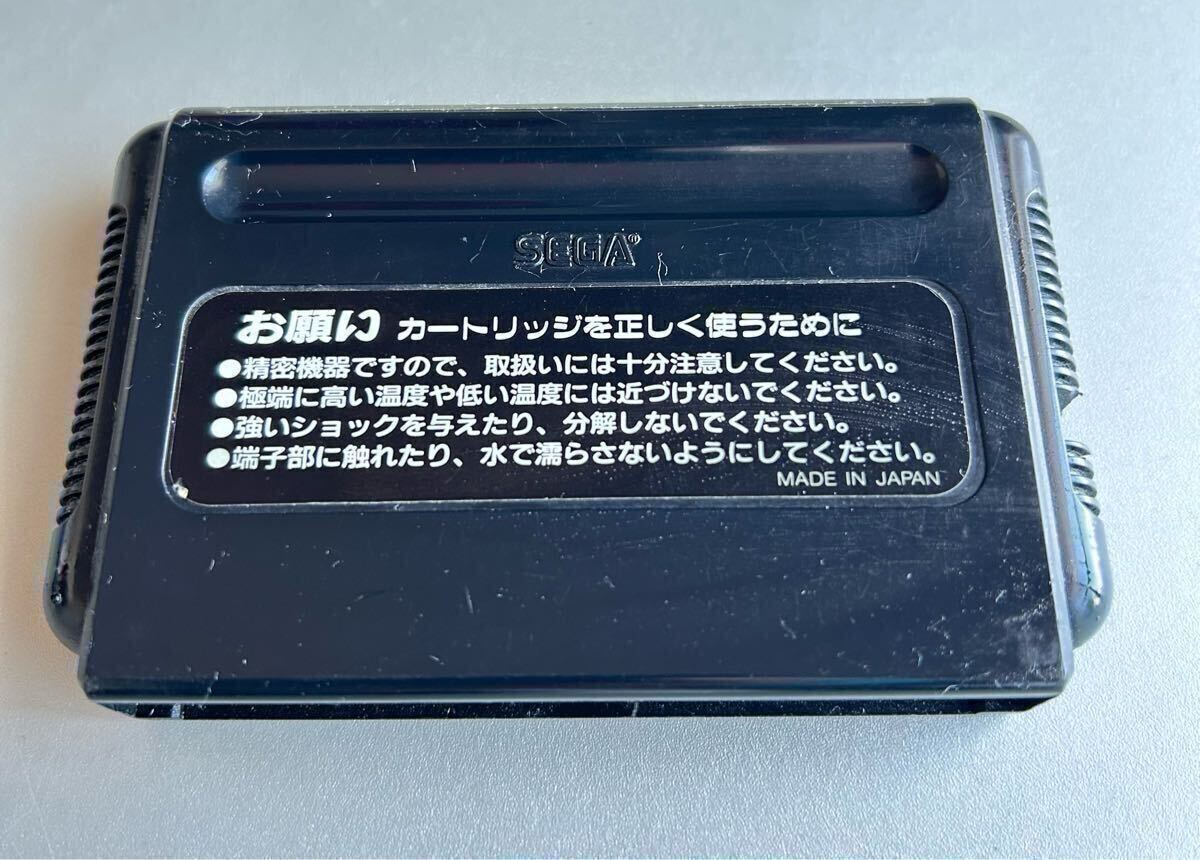 SEGA®
お願い カートリッジを正しく使うために
●精密機器ですので、取扱いには十分注意してください。
●極端に高い温度や低い温度には近づけないでください。
●強いショックを与えたり、分解しないでください。
●端子部に触れたり、水で濡らさないようにしてください。
MADE IN JAPAN